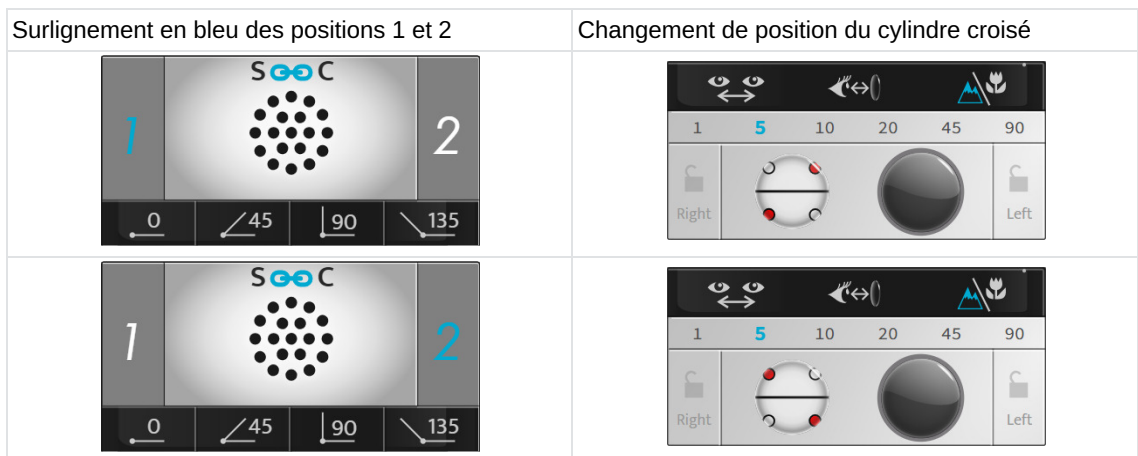 Surlignement en bleu des positions 1 et 2
Changement de position du cylindre croisé
S C
1
2
0 45 90 135
1 5 10 20 45 90
Right
Left
S C
1
2
0 45 90 135
1 5 10 20 45 90
Right
Left